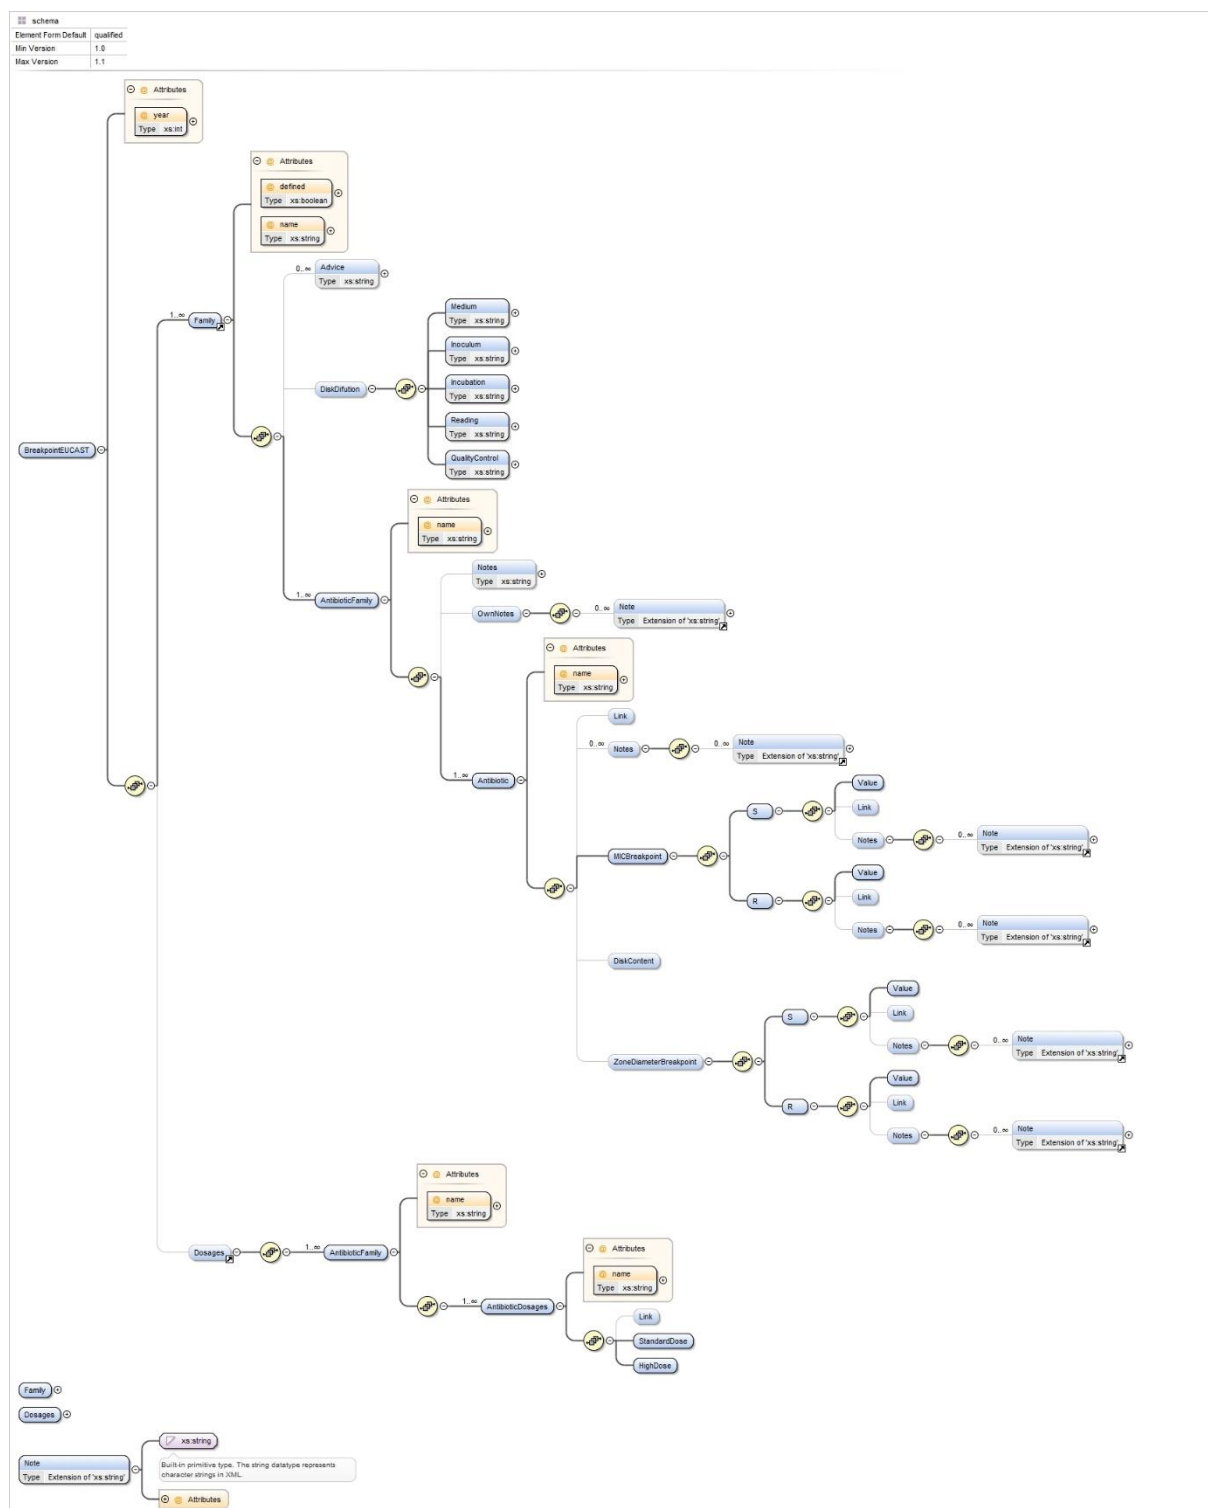 schema
Element Form Default qualified
Min Version 1.0
Max Version 1.1
Attributes
year
Type xs:int
Attributes
defined
Type xs:boolean
name
Type xs:string
0..∞ Advice
Type xs:string
Medium
Type xs:string
1..∞ Family
Inoculum
Type xs:string
DiskDifution
Incubation
Type xs:string
Reading
Type xs:string
BreakpointEUCAST
QualityControl
Type xs:string
Attributes
name
Type xs:string
Notes
Type xs:string
1..∞ AntibioticFamily
OwnNotes 0..∞ Note
Type Extension of 'xs:string'
Attributes
name
Type xs:string
Link
0..∞ Notes 0..∞ Note
Type Extension of 'xs:string'
1..∞ Antibiotic
Value
S Link
Notes 0..∞ Note
Type Extension of 'xs:string'
MICBreakpoint
Value
R Link
Notes 0..∞ Note
Type Extension of 'xs:string'
DiskContent
Value
S Link
Notes 0..∞ Note
Type Extension of 'xs:string'
ZoneDiameterBreakpoint
Value
R Link
Notes 0..∞ Note
Type Extension of 'xs:string'
Attributes
name
Type xs:string
Dosages 1..∞ AntibioticFamily
Attributes
name
Type xs:string
1..∞ AntibioticDosages
Link
StandardDose
HighDose
Family
Dosages
xs:string
Note
Type Extension of 'xs:string'
Built-in primitive type. The string datatype represents
character strings in XML.
Attributes